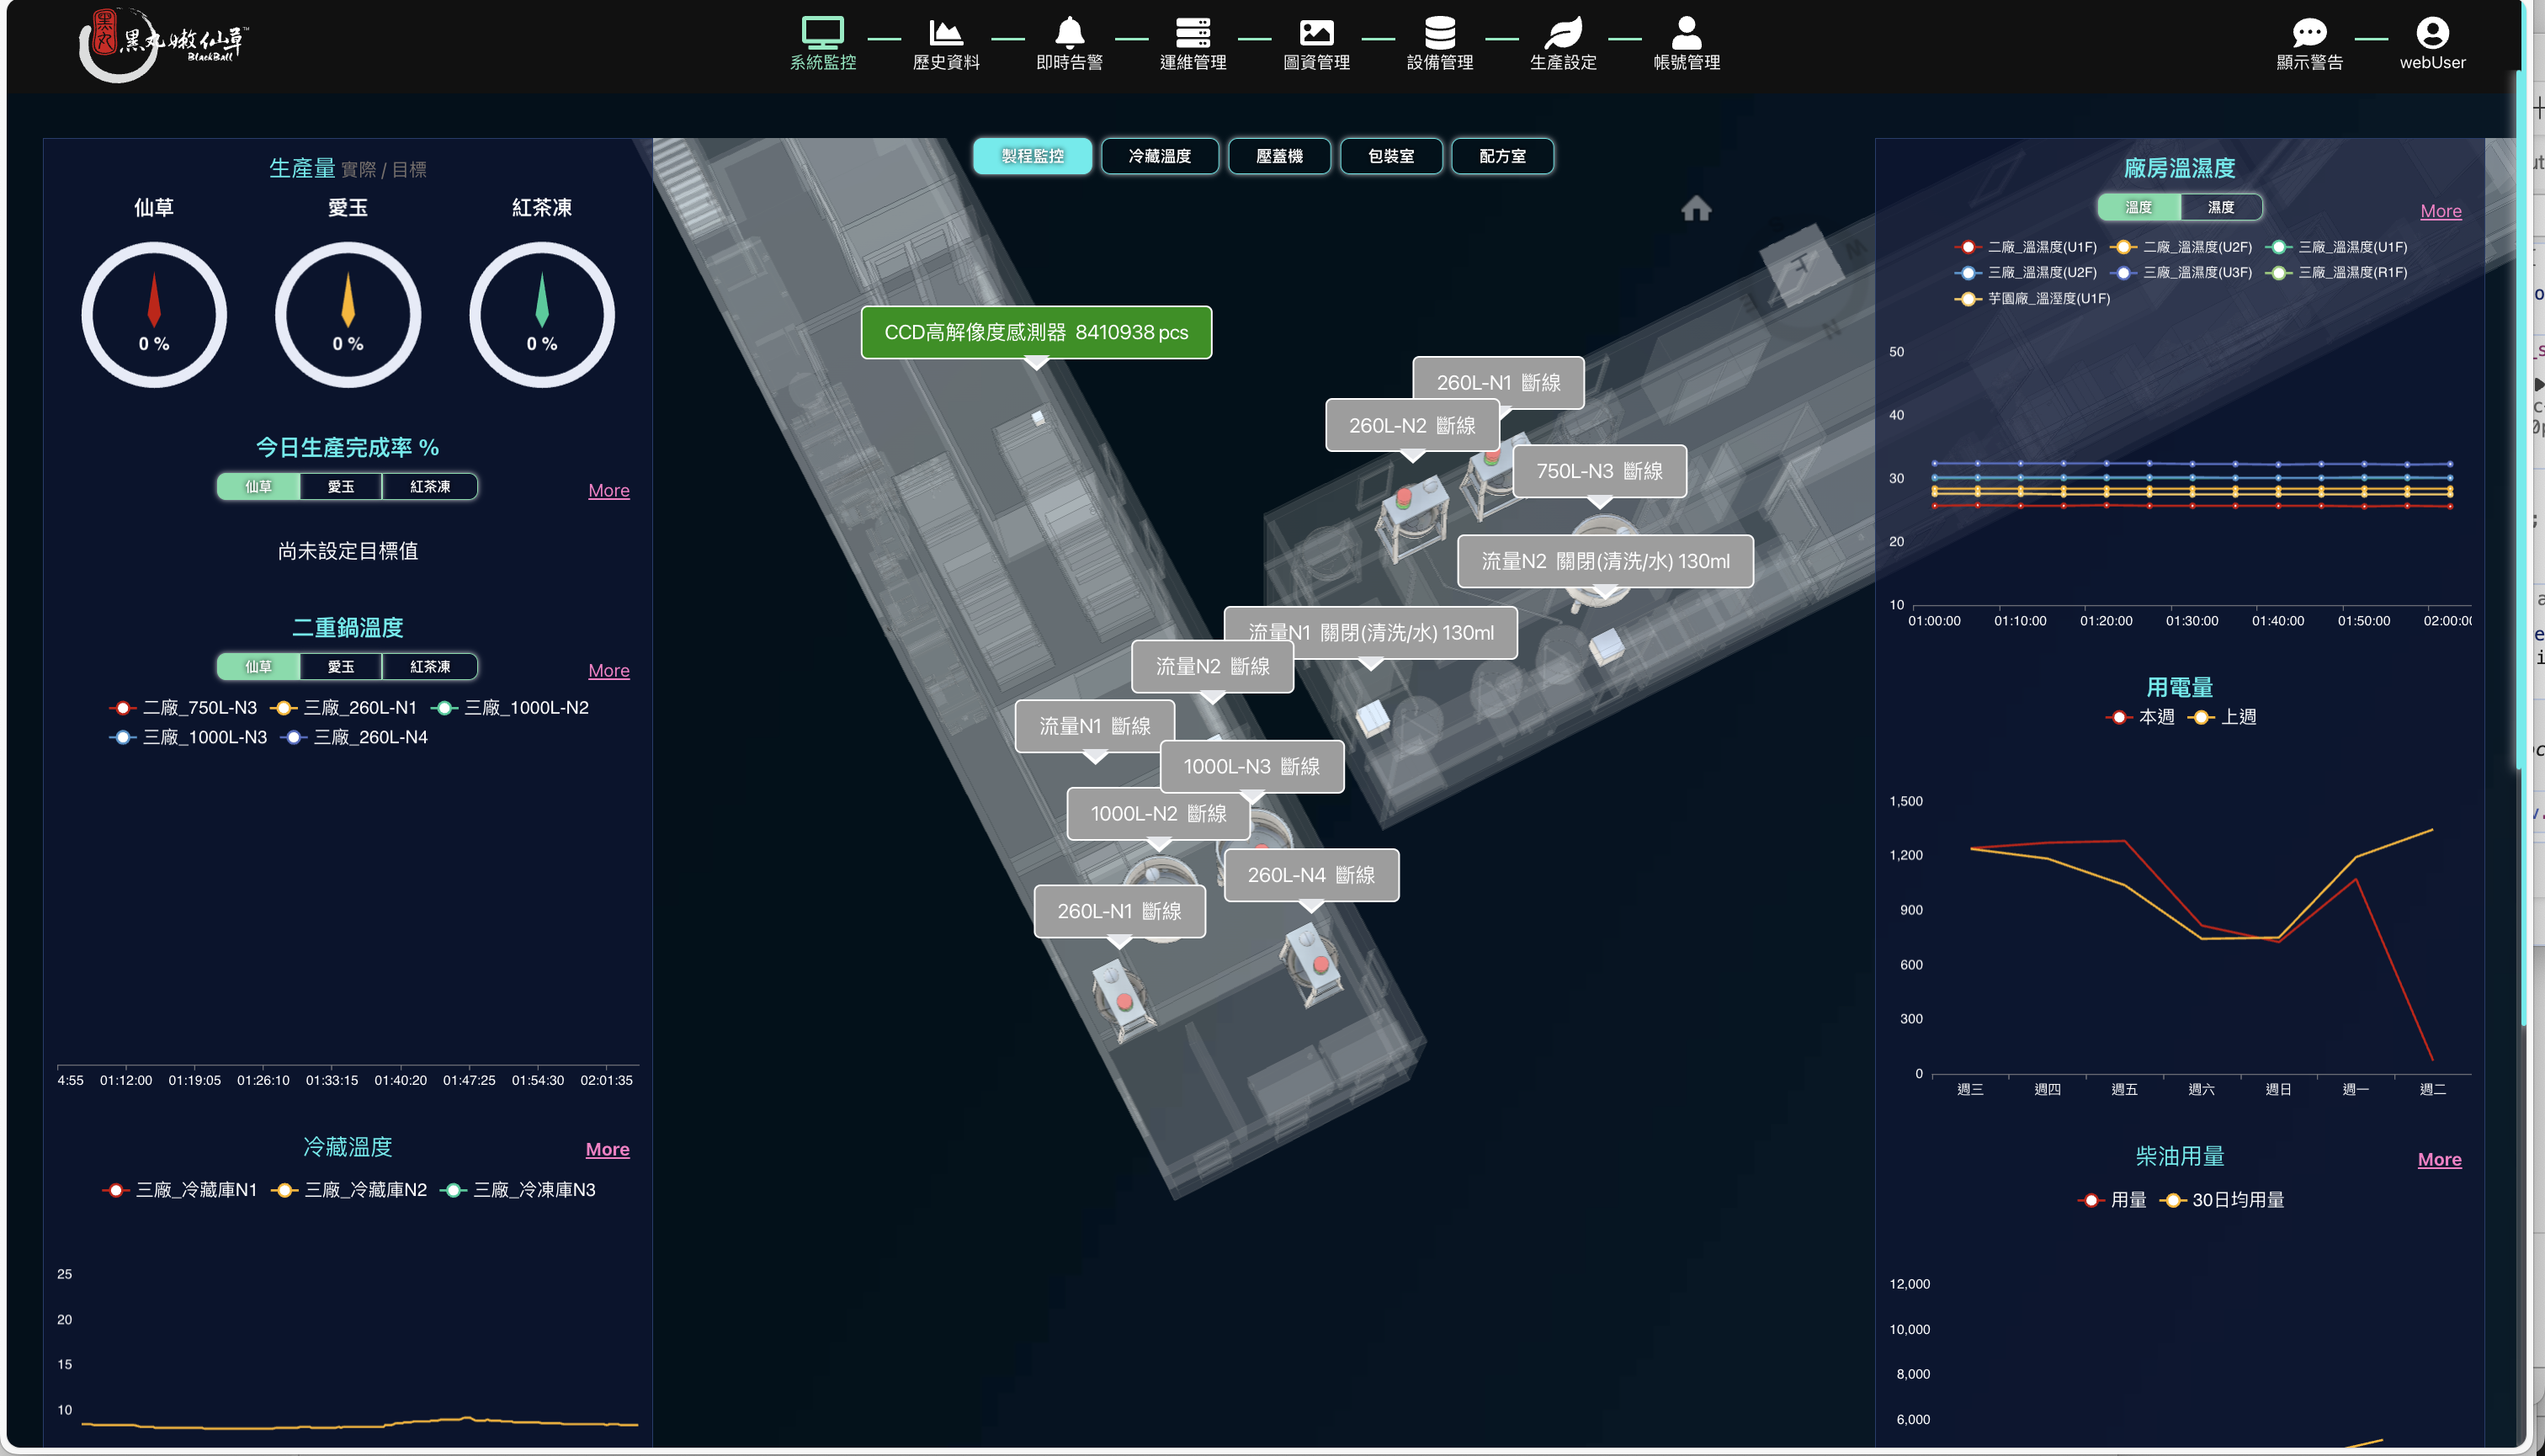 黑丸 黑丸嫩仙草
BlackBall
系統監控 歷史資料 即時告警 運維管理 圖資管理 設備管理 生產設定 帳號管理 顯示警告 webUser
生產量 實際 / 目標
仙草 愛玉 紅茶凍
0 % 0 % 0 %
今日生產完成率 %
仙草 愛玉 紅茶凍 More
尚未設定目標值
二重鍋溫度
仙草 愛玉 紅茶凍 More
二廠_750L-N3 三廠_260L-N1 三廠_1000L-N2
三廠_1000L-N3 三廠_260L-N4
4:55 01:12:00 01:19:05 01:26:10 01:33:15 01:40:20 01:47:25 01:54:30 02:01:35
冷藏溫度 More
三廠_冷藏庫N1 三廠_冷藏庫N2 三廠_冷凍庫N3
25
20
15
10
製程監控 冷藏溫度 壓蓋機 包裝室 配方室
CCD高解像度感測器 8410938 pcs
260L-N1 斷線
260L-N2 斷線
750L-N3 斷線
流量N2 關閉(清洗/水) 130ml
流量N1 關閉(清洗/水) 130ml
流量N2 斷線
流量N1 斷線
1000L-N3 斷線
1000L-N2 斷線
260L-N4 斷線
260L-N1 斷線
廠房溫濕度
溫度 濕度 More
二廠_溫濕度(U1F) 二廠_溫濕度(U2F) 三廠_溫濕度(U1F)
三廠_溫濕度(U2F) 三廠_溫濕度(U3F) 三廠_溫濕度(R1F)
芋圓廠_溫溼度(U1F)
50
40
30
20
10
01:00:00 01:10:00 01:20:00 01:30:00 01:40:00 01:50:00 02:00:00
用電量
本週 上週
1,500
1,200
900
600
300
0
週三 週四 週五 週六 週日 週一 週二
柴油用量 More
用量 30日均用量
12,000
10,000
8,000
6,000